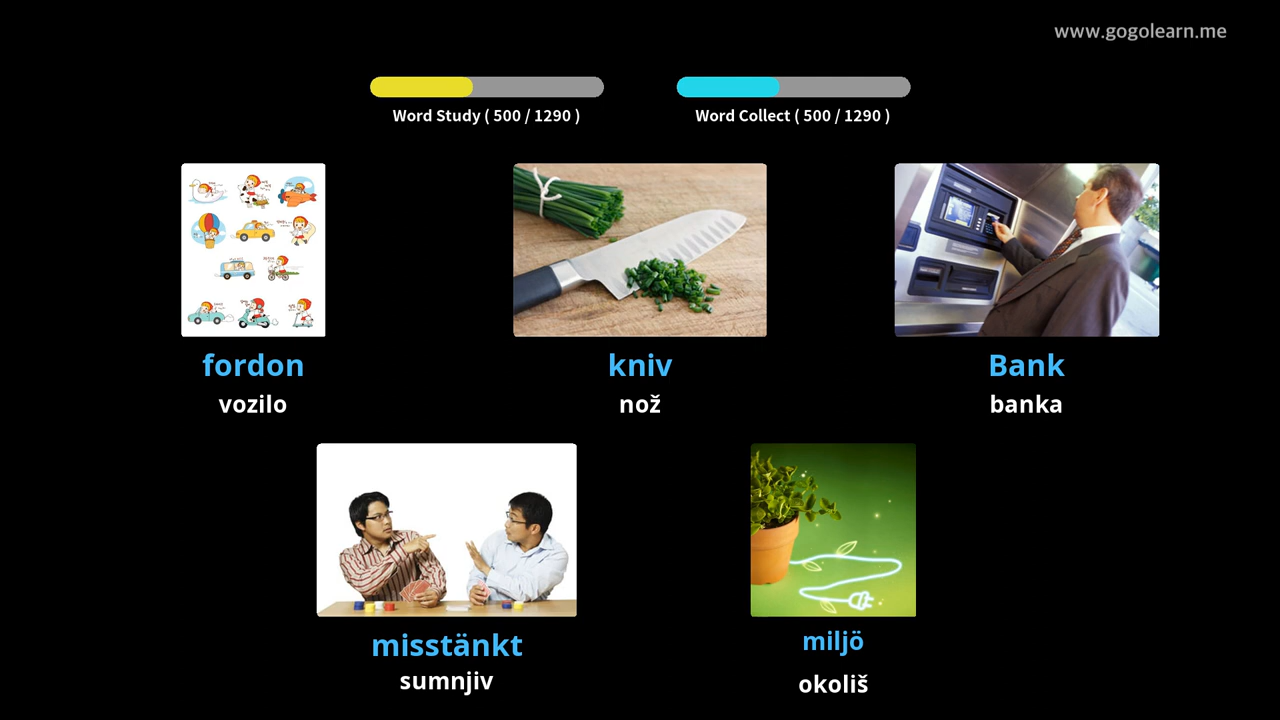 www.gogolearn.me
Word Study ( 500 / 1290 )
Word Collect ( 500 / 1290 )
fordon
vozilo
kniv
nož
Bank
banka
misstänkt
sumnjiv
miljö
okoliš